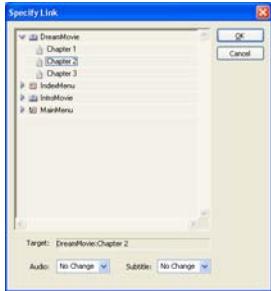 Specify Link
DreamMovie
Chapter 1
Chapter 2
Chapter 3
IndexMenu
IntroMovie
MainMenu
OK
Cancel
Target: DreamMovie:Chapter 2
Audio: No Change Subtitle: No Change